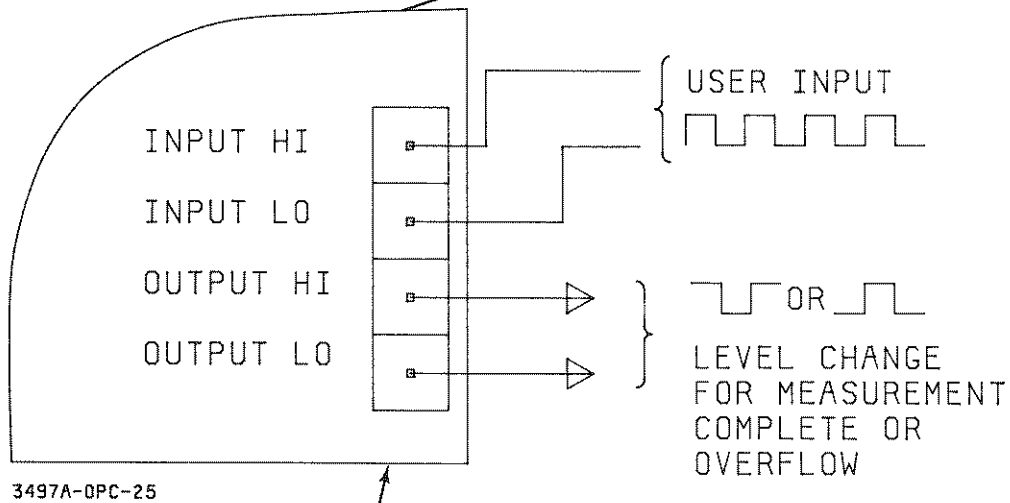 INPUT HI
INPUT LO
OUTPUT HI
OUTPUT LO
USER INPUT
OR
LEVEL CHANGE
FOR MEASUREMENT
COMPLETE OR
OVERFLOW
3497A-OPC-25